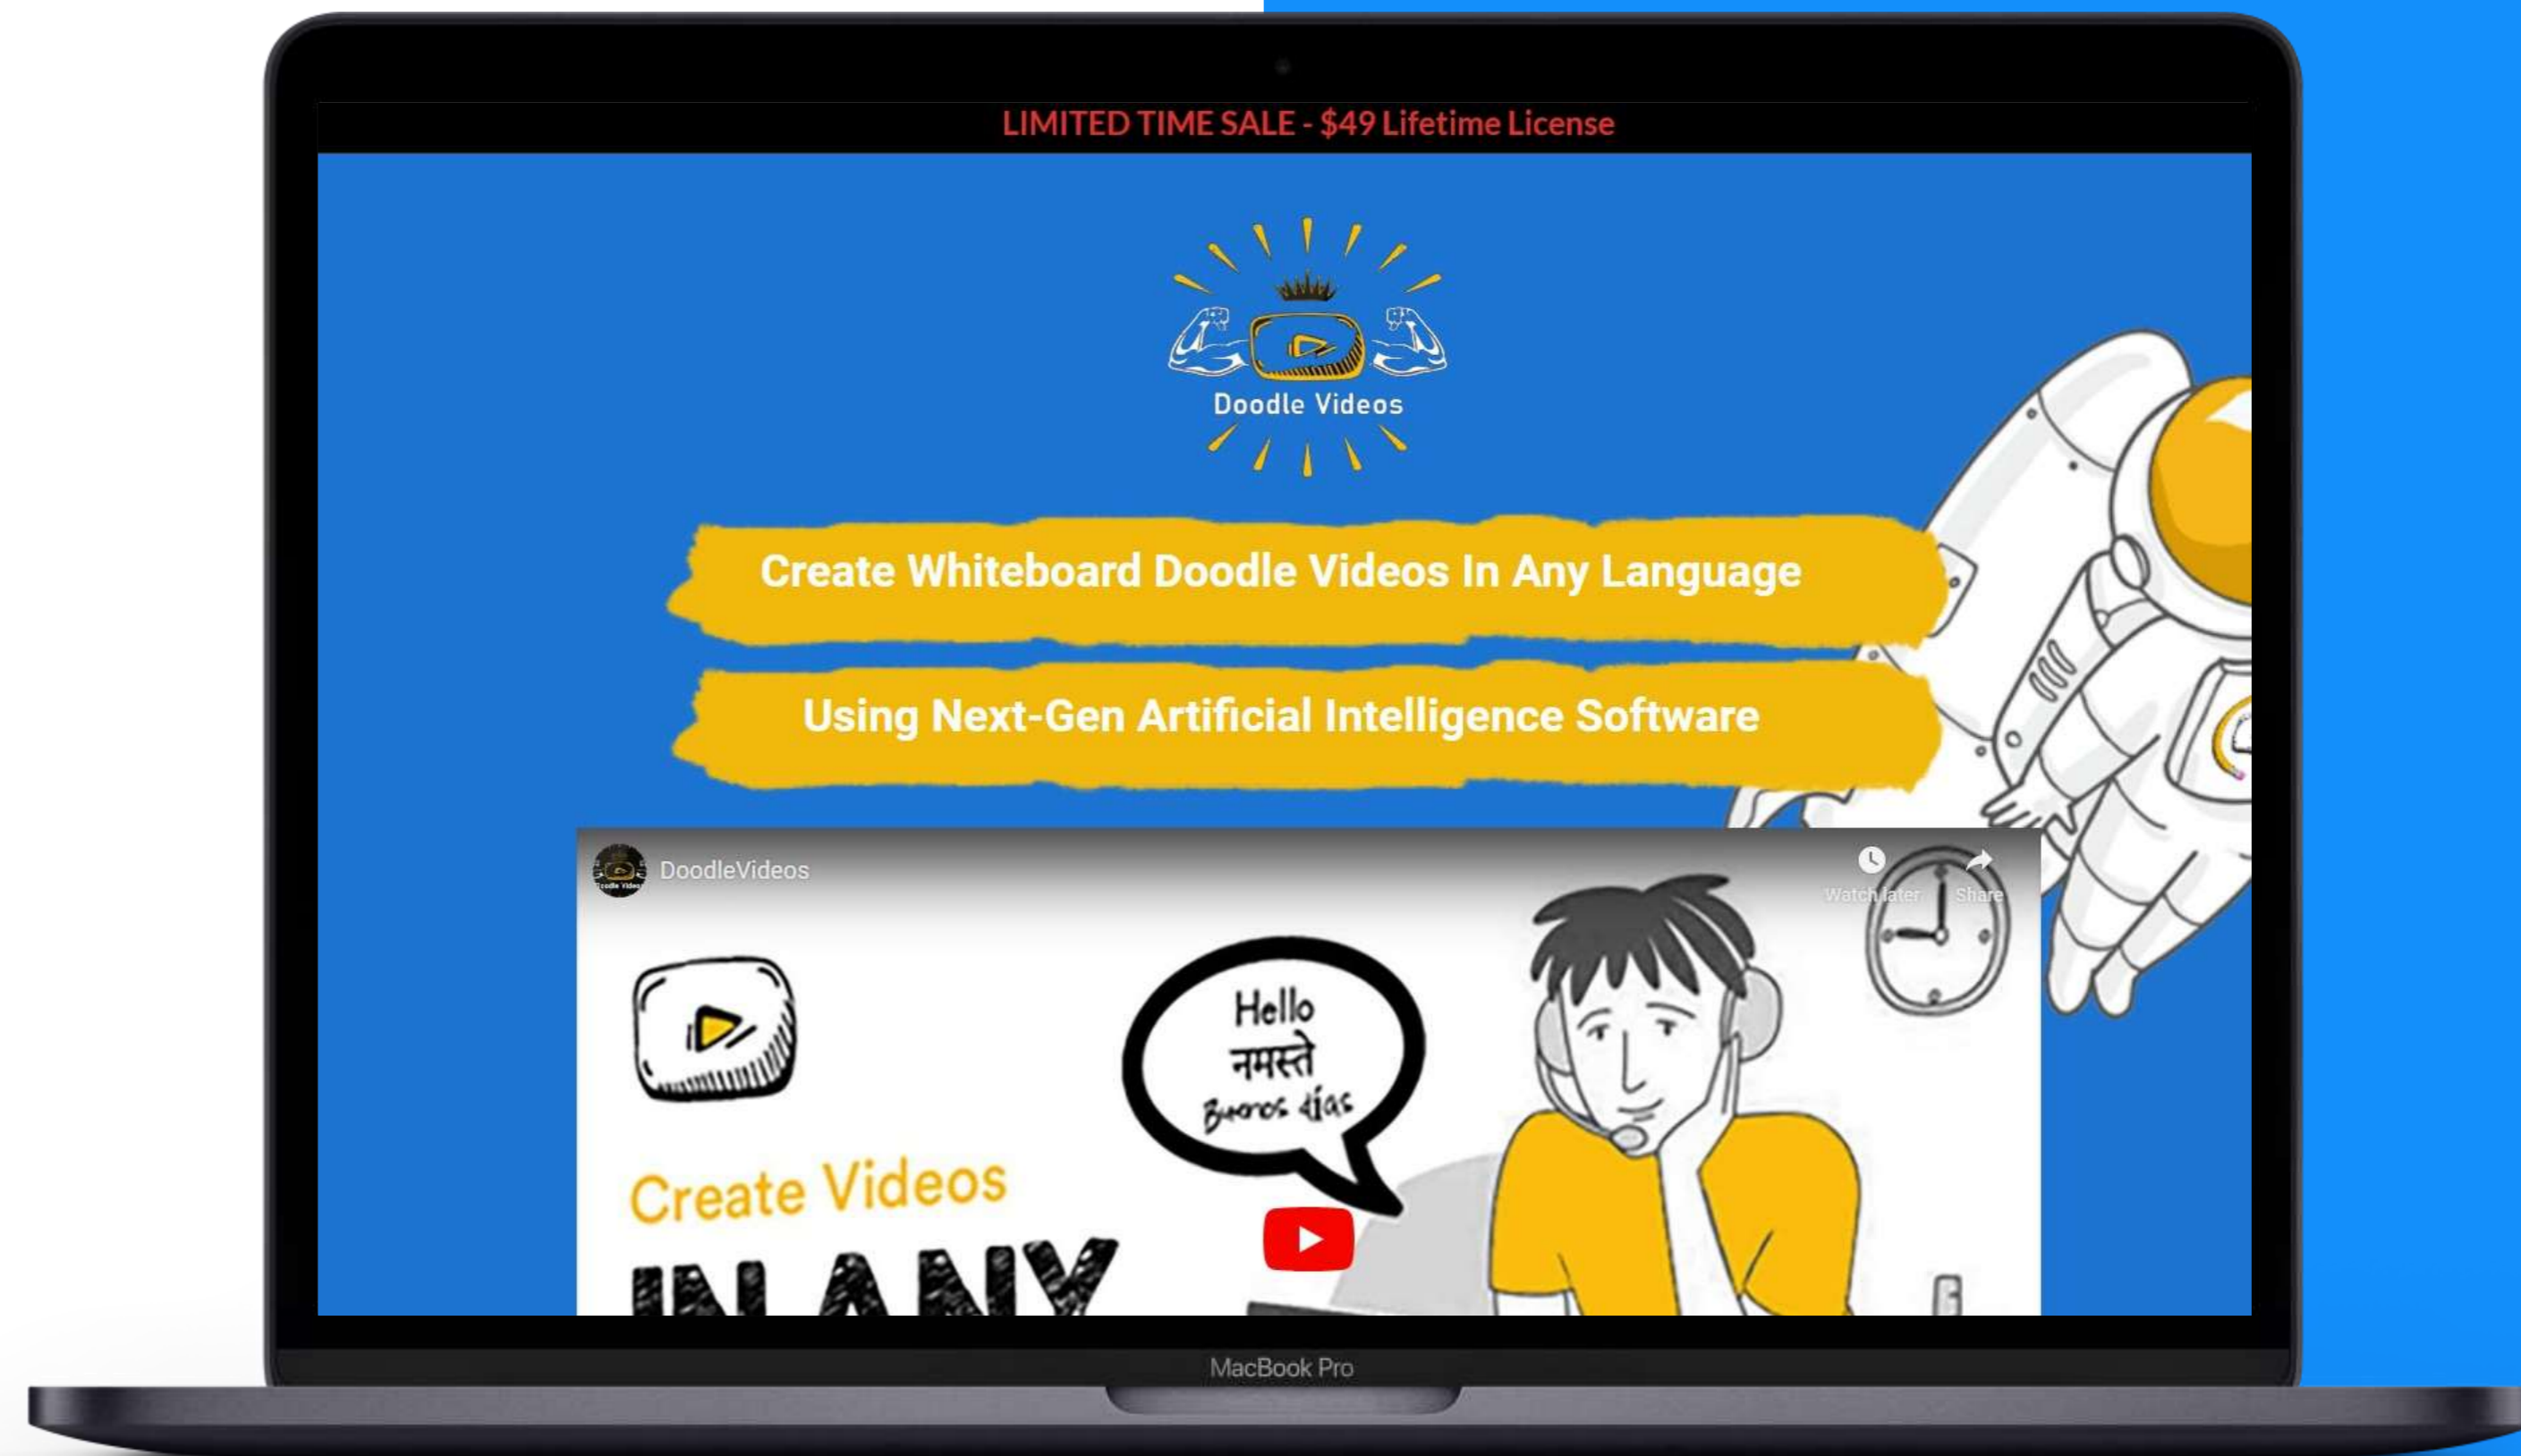 LIMITED TIME SALE - $49 Lifetime License
Doodle Videos
Create Whiteboard Doodle Videos In Any Language
Using Next-Gen Artificial Intelligence Software
DoodleVideos
Watch later
Share
Hello
नमस्ते
Buenos días
Create Videos
IN ANY
MacBook Pro